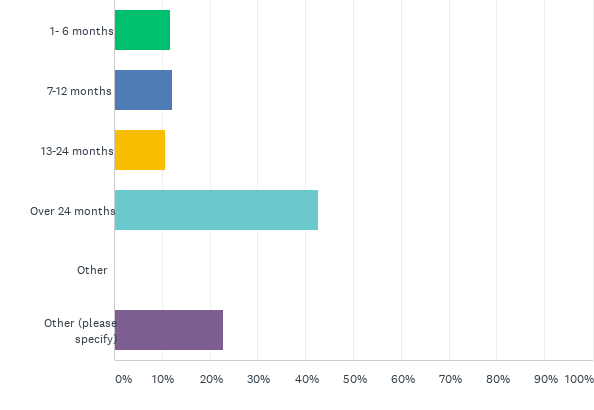 1- 6 months
7-12 months
13-24 months
Over 24 months
Other
Other (please
specify)
0% 10% 20% 30% 40% 50% 60% 70% 80% 90% 100%